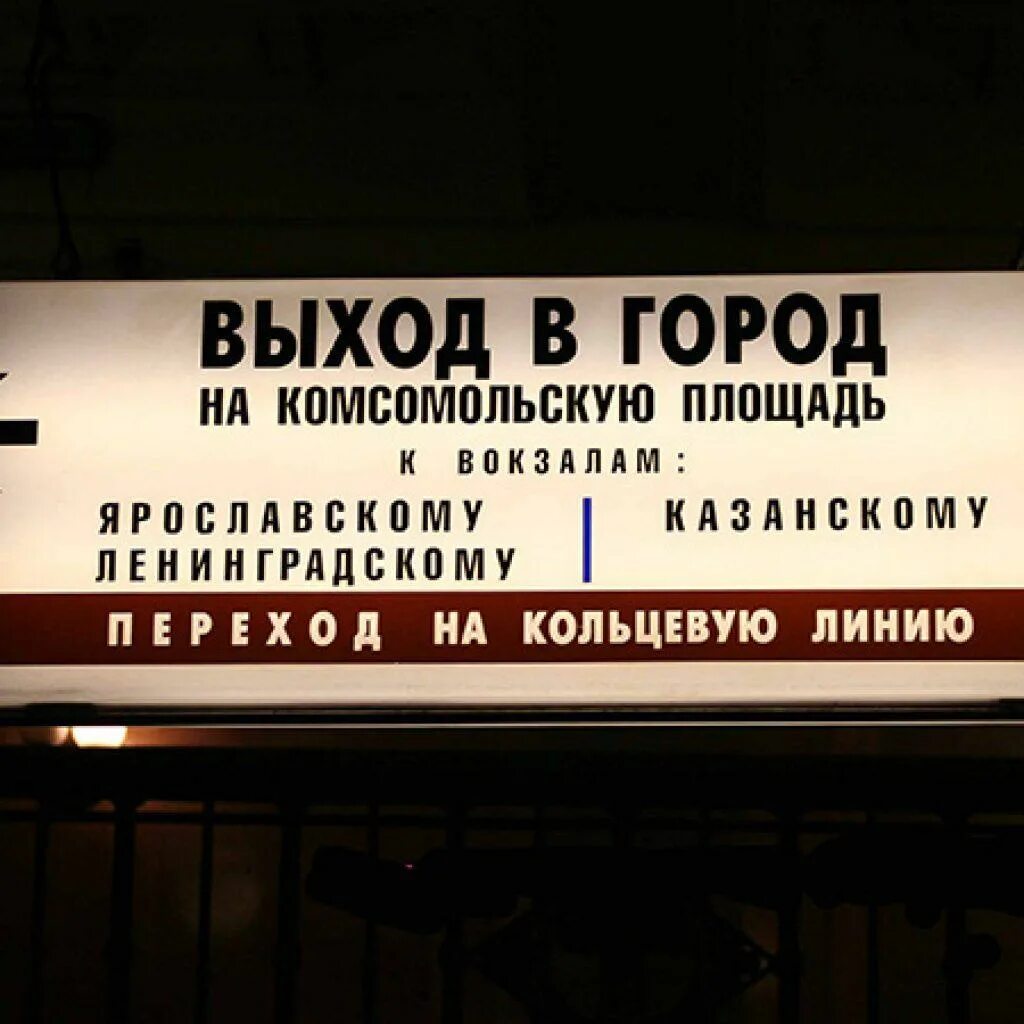 ВЫХОД В ГОРОД
НА КОМСОМОЛЬСКУЮ ПЛОЩАДЬ
К ВОКЗАЛАМ:
ЯРОСЛАВСКОМУ
ЛЕНИНГРАДСКОМУ
КАЗАНСКОМУ
ПЕРЕХОД НА КОЛЬЦЕВУЮ ЛИНИЮ